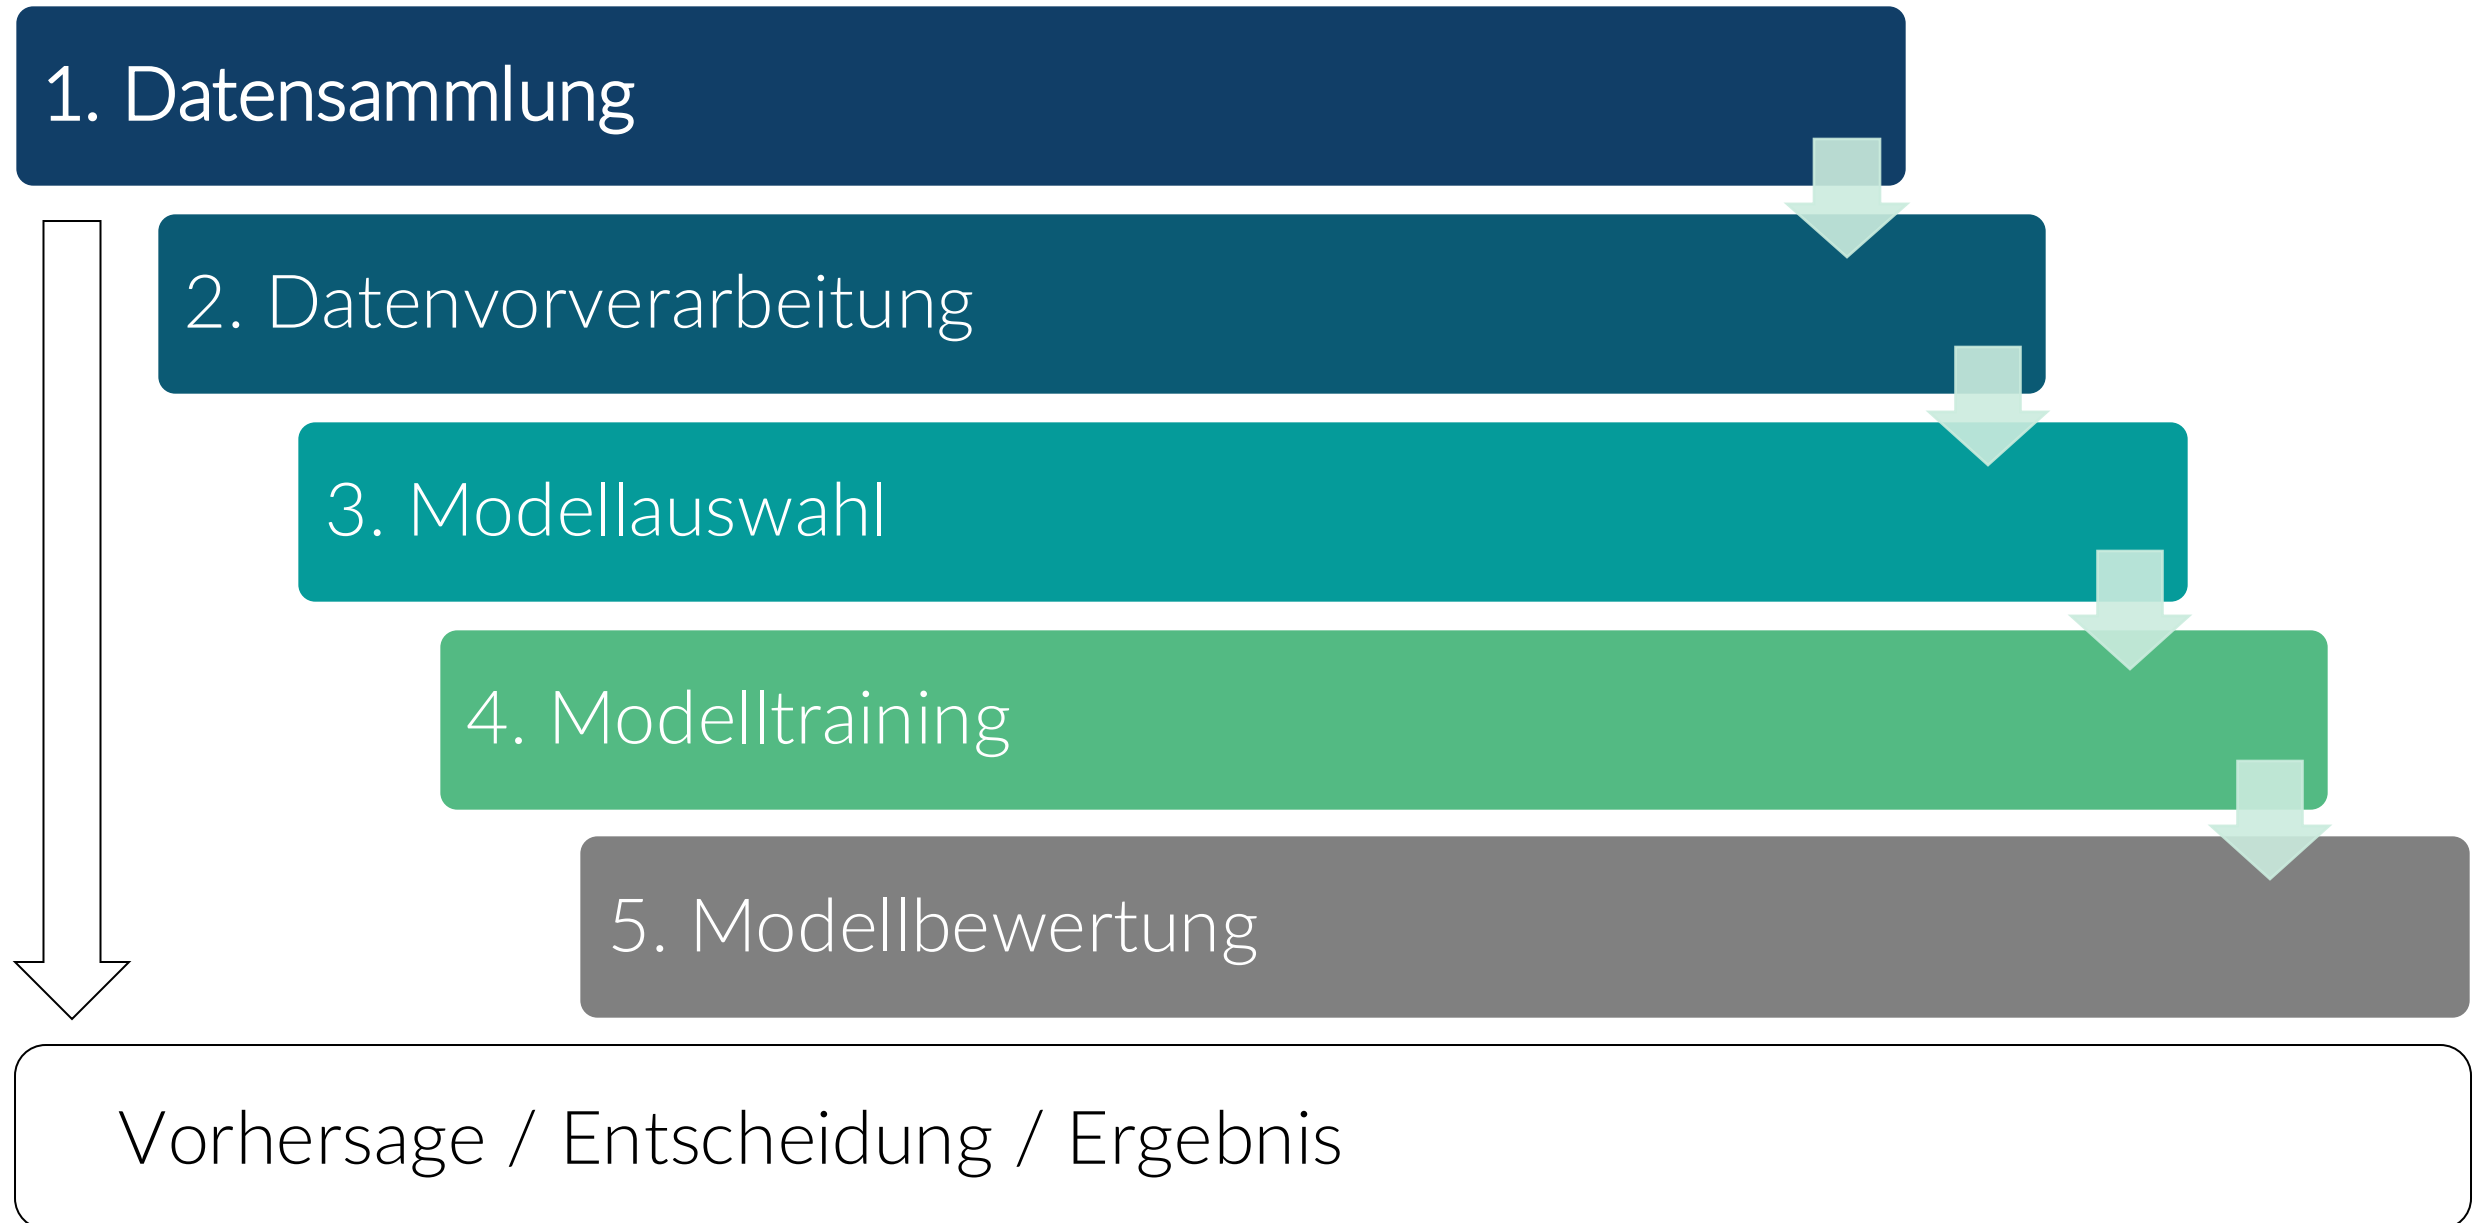 1. Datensammlung
2. Datenvorverarbeitung
3. Modellauswahl
4. Modelltraining
5. Modellbewertung
Vorhersage / Entscheidung / Ergebnis